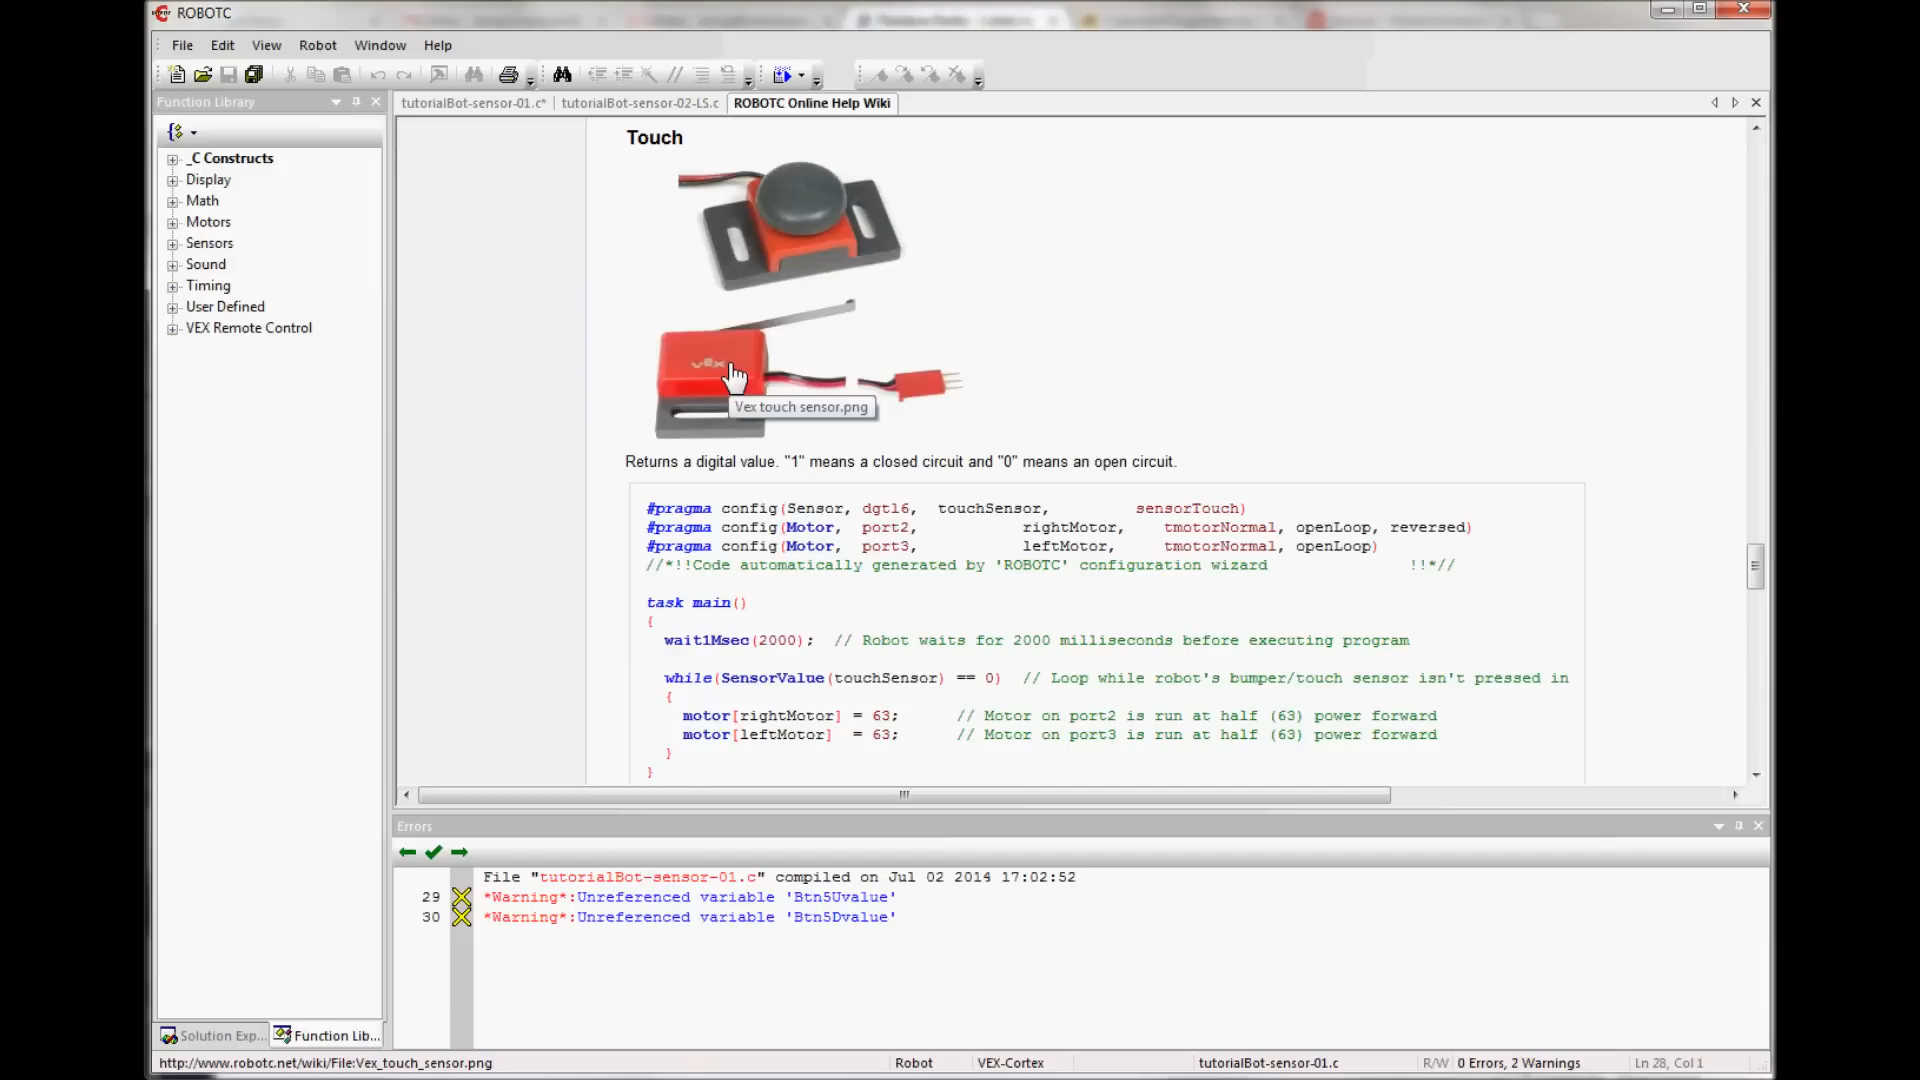 ROBOTC
File Edit View Robot Window Help
Function Library
tutorialBot-sensor-01.c* tutorialBot-sensor-02-LS.c ROBOTC Online Help Wiki
_C Constructs
Display
Math
Motors
Sensors
Sound
Timing
User Defined
VEX Remote Control
Touch
vex
Vex touch sensor.png
Returns a digital value. "1" means a closed circuit and "0" means an open circuit.
#pragma config(Sensor, dgtl6, touchSensor, sensorTouch)
#pragma config(Motor, port2, rightMotor, tmotorNormal, openLoop, reversed)
#pragma config(Motor, port3, leftMotor, tmotorNormal, openLoop)
//*!!Code automatically generated by 'ROBOTC' configuration wizard !!*//
task main()
{
wait1Msec(2000); // Robot waits for 2000 milliseconds before executing program
while(SensorValue(touchSensor) == 0) // Loop while robot's bumper/touch sensor isn't pressed in
{
motor[rightMotor] = 63; // Motor on port2 is run at half (63) power forward
motor[leftMotor] = 63; // Motor on port3 is run at half (63) power forward
}
}
Errors
File "tutorialBot-sensor-01.c" compiled on Jul 02 2014 17:02:52
29 *Warning*:Unreferenced variable 'Btn5Uvalue'
30 *Warning*:Unreferenced variable 'Btn5Dvalue'
Solution Exp... Function Lib...
http://www.robotc.net/wiki/File:Vex_touch_sensor.png Robot VEX-Cortex tutorialBot-sensor-01.c R/W 0 Errors, 2 Warnings Ln 28, Col 1